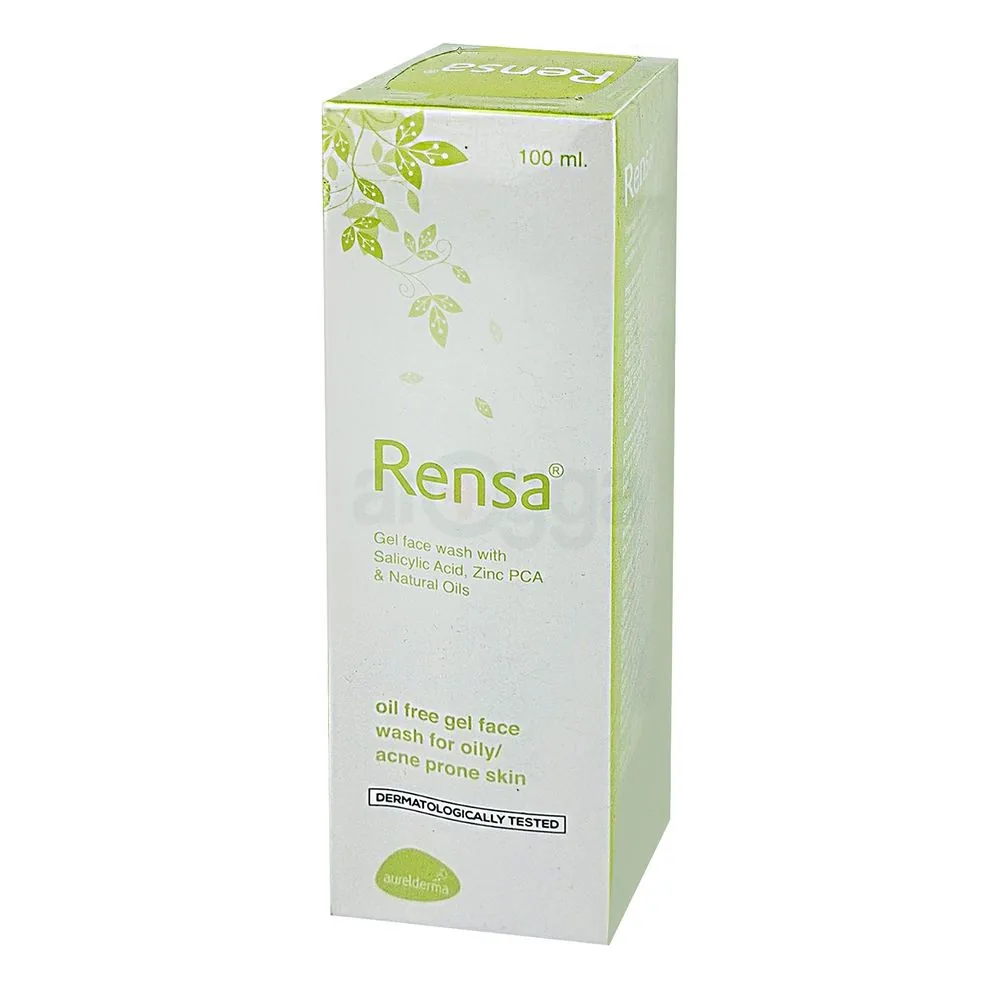 Rensa®
100 ml.
Rensa
Rensa®
Gel face wash with
Salicylic Acid, Zinc PCA
& Natural Oils
oil free gel face
wash for oily/
acne prone skin
DERMATOLOGICALLY TESTED
aurelderma